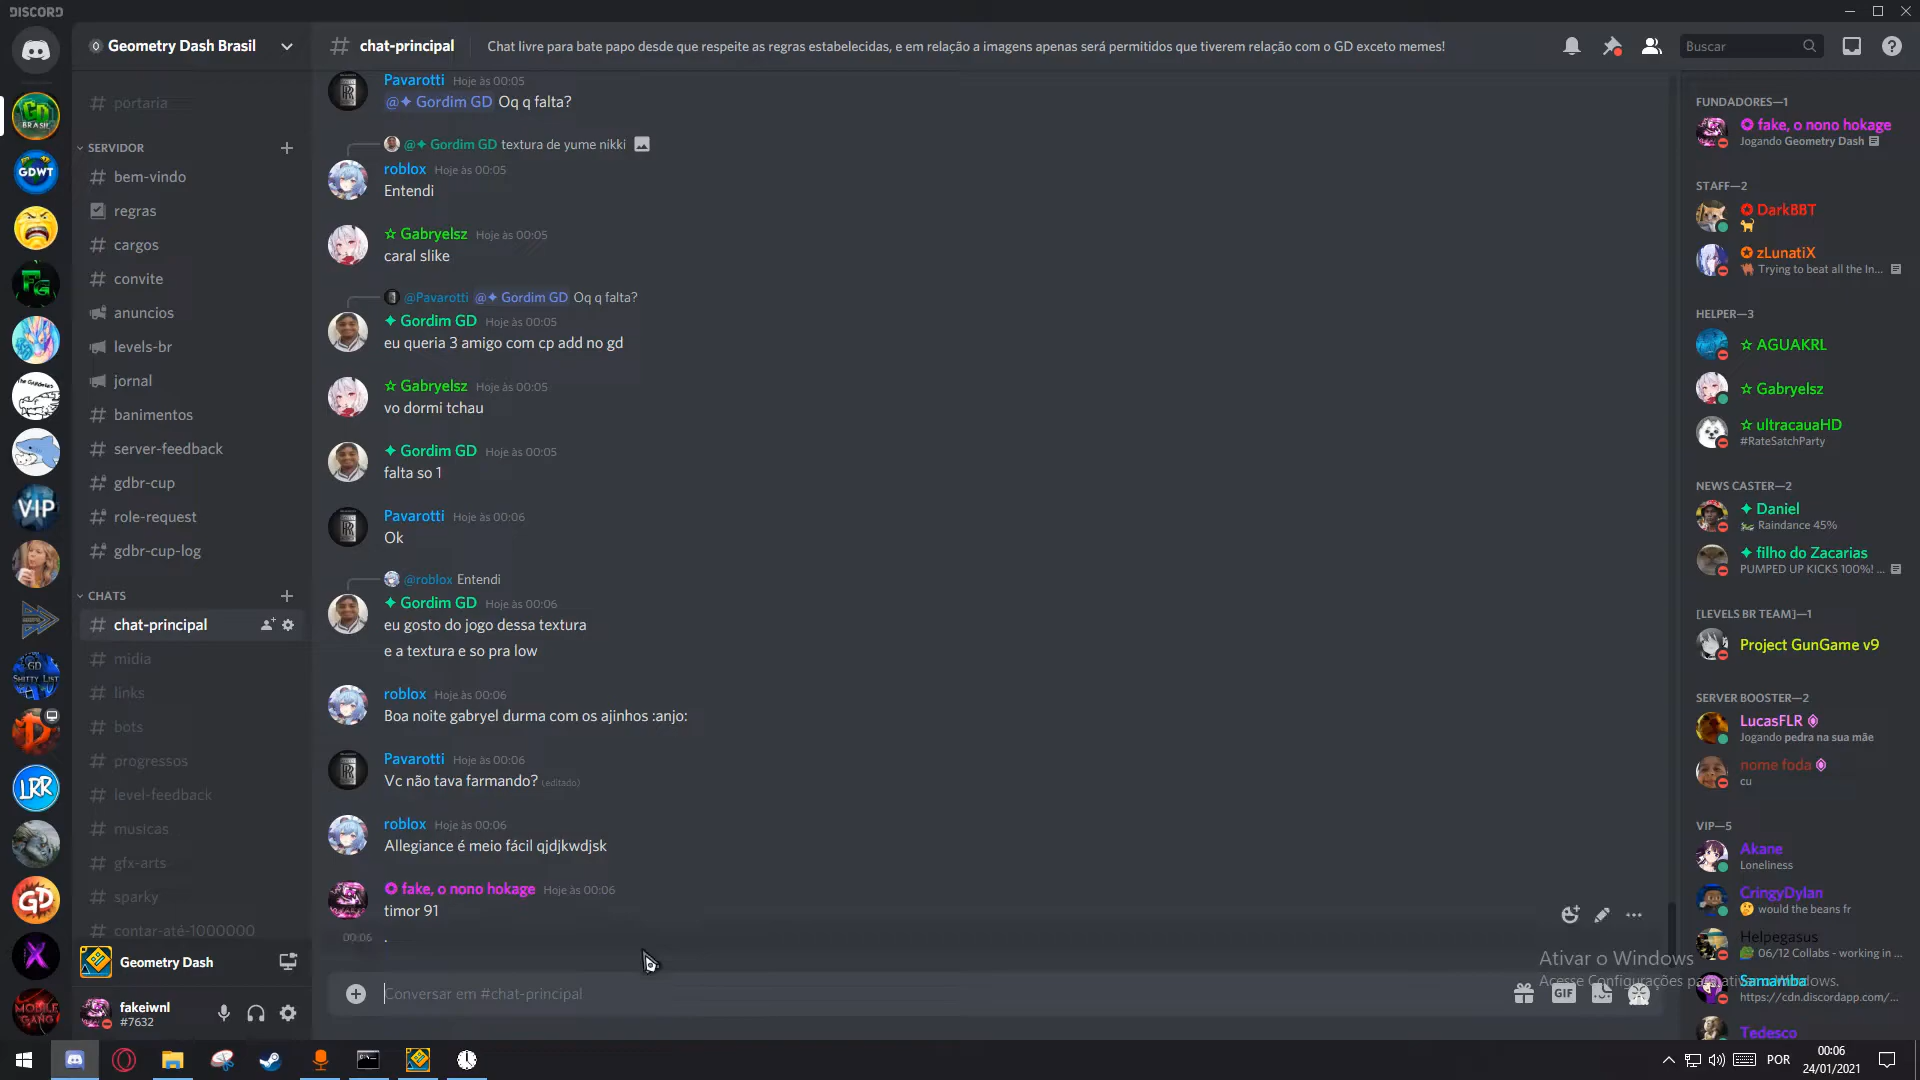 DISCORD
Geometry Dash Brasil
portaria
SERVIDOR
bem-vindo
regras
cargos
convite
anuncios
levels-br
jornal
banimentos
server-feedback
gdbr-cup
role-request
gdbr-cup-log
CHATS
chat-principal
midia
links
bots
progressos
level-feedback
musicas
gfx-arts
sparky
contar-até-1000000
Geometry Dash
fakeiwnl
#7632
GD
BRASIL
GDWT
FG
VIP
GD
SHITTY LIST
LRR
GD
X
MOBILE
GANG
chat-principal
Chat livre para bate papo desde que respeite as regras estabelecidas, e em relação a imagens apenas será permitidos que tiverem relação com o GD exceto memes!
Buscar
Pavarotti Hoje às 00:05
@✦ Gordim GD Oq q falta?
@✦ Gordim GD textura de yume nikki
roblox Hoje às 00:05
Entendi
☆ Gabryelsz Hoje às 00:05
caral slike
@Pavarotti @✦ Gordim GD Oq q falta?
✦ Gordim GD Hoje às 00:05
eu queria 3 amigo com cp add no gd
☆ Gabryelsz Hoje às 00:05
vo dormi tchau
✦ Gordim GD Hoje às 00:05
falta so 1
Pavarotti Hoje às 00:06
Ok
@roblox Entendi
✦ Gordim GD Hoje às 00:06
eu gosto do jogo dessa textura
e a textura e so pra low
roblox Hoje às 00:06
Boa noite gabryel durma com os ajinhos :anjo:
Pavarotti Hoje às 00:06
Vc não tava farmando? (editado)
roblox Hoje às 00:06
Allegiance é meio fácil qjdjkwdjsk
✪ fake, o nono hokage Hoje às 00:06
timor 91
00:06 .
Conversar em #chat-principal
GIF
FUNDADORES—1
✪ fake, o nono hokage
Jogando Geometry Dash
STAFF—2
✪ DarkBBT
✪ zLunatiX
Trying to beat all the In...
HELPER—3
☆ AGUAKRL
☆ Gabryelsz
☆ ultracauaHD
#RateSatchParty
NEWS CASTER—2
✦ Daniel
Raindance 45%
✦ filho do Zacarias
PUMPED UP KICKS 100%! ...
[LEVELS BR TEAM]—1
Project GunGame v9
SERVER BOOSTER—2
LucasFLR
Jogando pedra na sua mãe
nome foda
cu
VIP—5
Akane
Loneliness
CringyDylan
would the beans fr
Helpegasus
06/12 Collabs - working in ...
Samamba
https://cdn.discordapp.com/...
Tedesco
Ativar o Windows
Acesse Configurações para ativar o Windows.
POR
00:06
24/01/2021